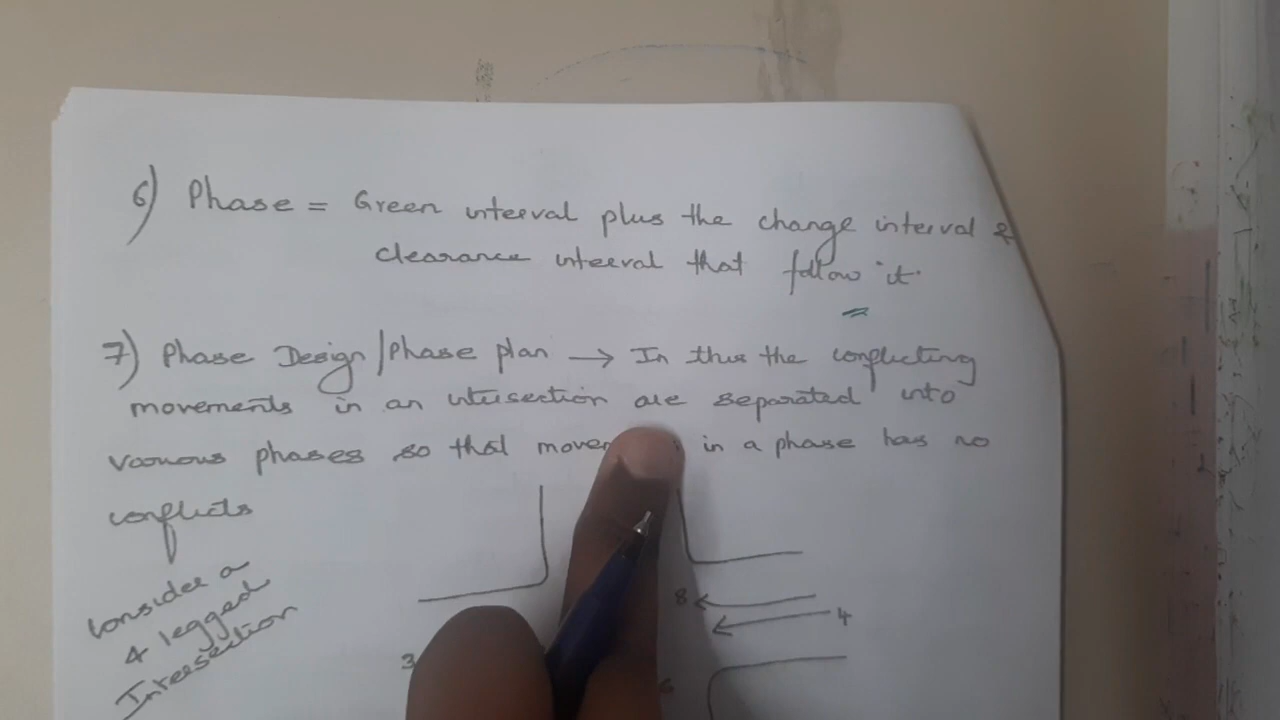 6) Phase = Green interval plus the change interval &
clearance interval that follow it.
7) Phase Design/Phase plan → In this the conflicting
movements in an intersection are separated into
various phases so that in a phase has no
conflicts
Consider a
4 legged
Intersection
8
4
3
6